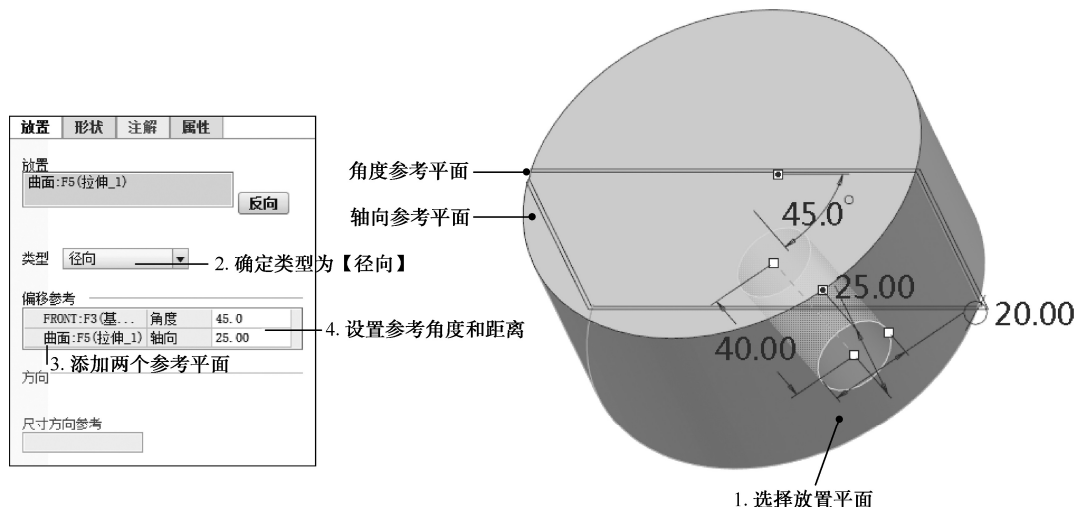 放置 形状 注解 属性
放置
曲面:F5(拉伸_1)
反向
类型 径向
2. 确定类型为【径向】
偏移参考
FRONT:F3(基... 角度 45.0
曲面:F5(拉伸_1) 轴向 25.00
4. 设置参考角度和距离
3. 添加两个参考平面
方向
尺寸方向参考
角度参考平面
轴向参考平面
45.0°
25.00
20.00
40.00
1. 选择放置平面